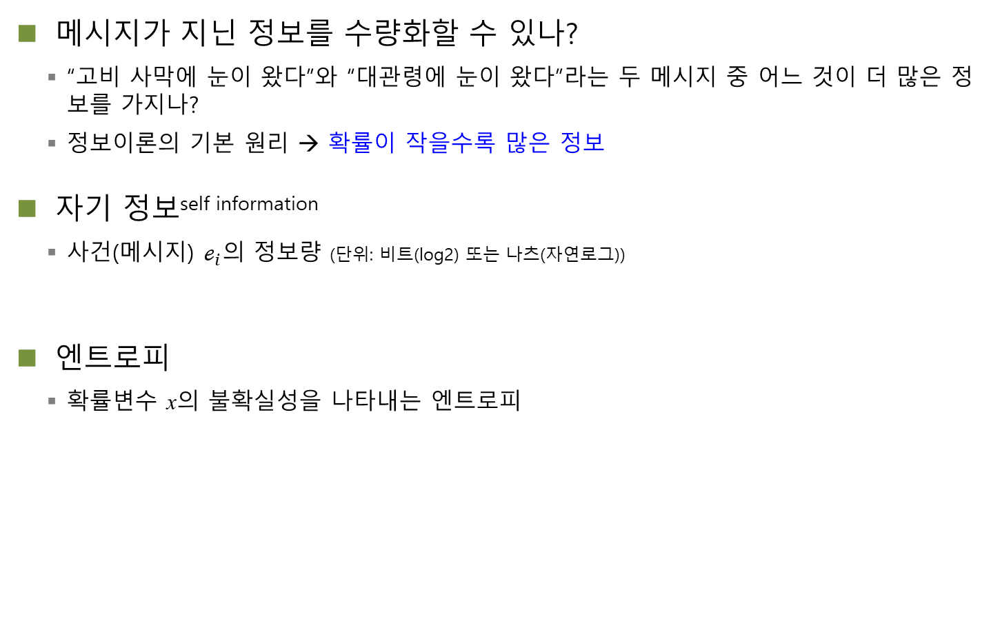 ■ 메시지가 지닌 정보를 수량화할 수 있나?
▪ “고비 사막에 눈이 왔다”와 “대관령에 눈이 왔다”라는 두 메시지 중 어느 것이 더 많은 정
보를 가지나?
▪ 정보이론의 기본 원리 → 확률이 작을수록 많은 정보
■ 자기 정보self information
▪ 사건(메시지) eᵢ의 정보량 (단위: 비트(log2) 또는 나츠(자연로그))
■ 엔트로피
▪ 확률변수 x의 불확실성을 나타내는 엔트로피